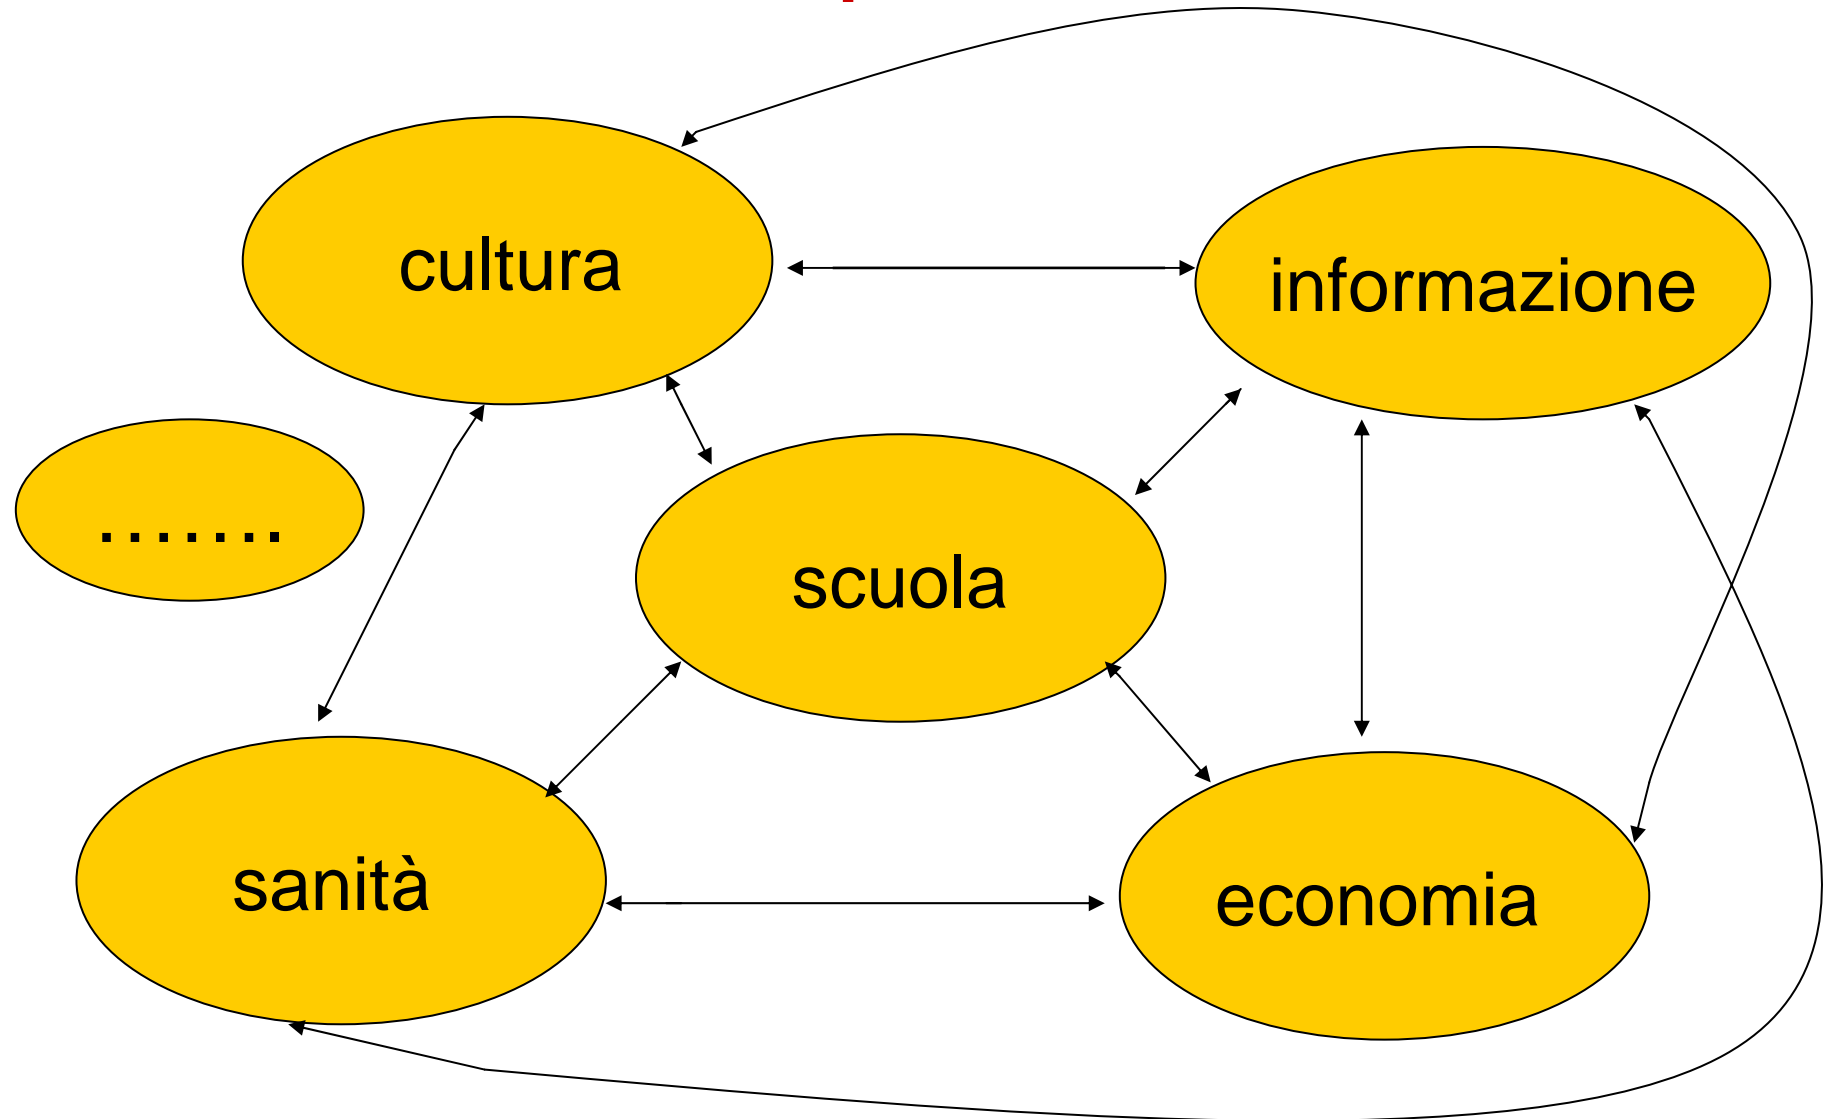 cultura
informazione
…….
scuola
sanità
economia